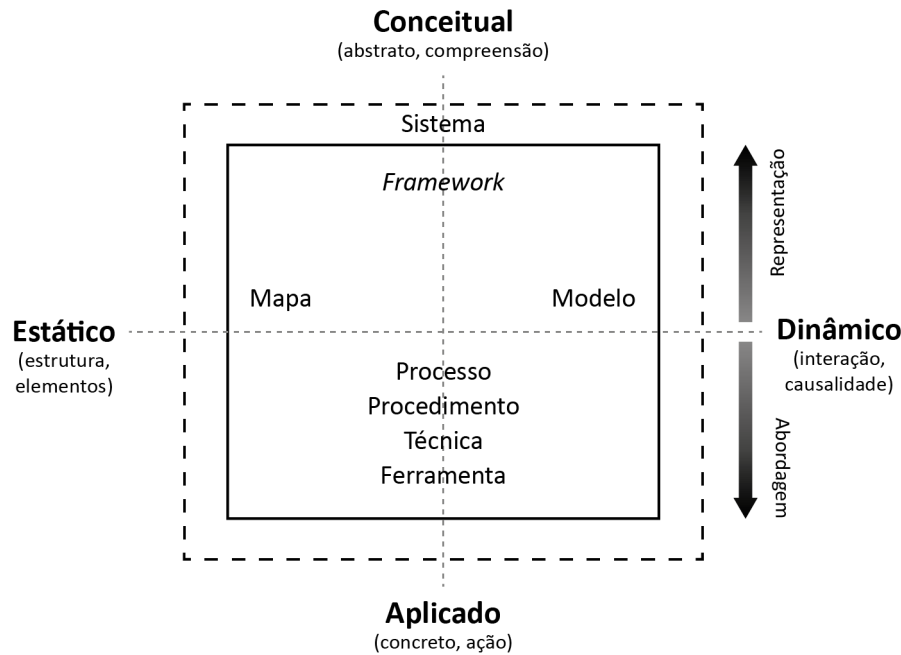 Conceitual
(abstrato, compreensão)
Sistema
Framework
Representação
Mapa
Modelo
Estático
(estrutura,
elementos)
Dinâmico
(interação,
causalidade)
Processo
Procedimento
Técnica
Ferramenta
Abordagem
Aplicado
(concreto, ação)